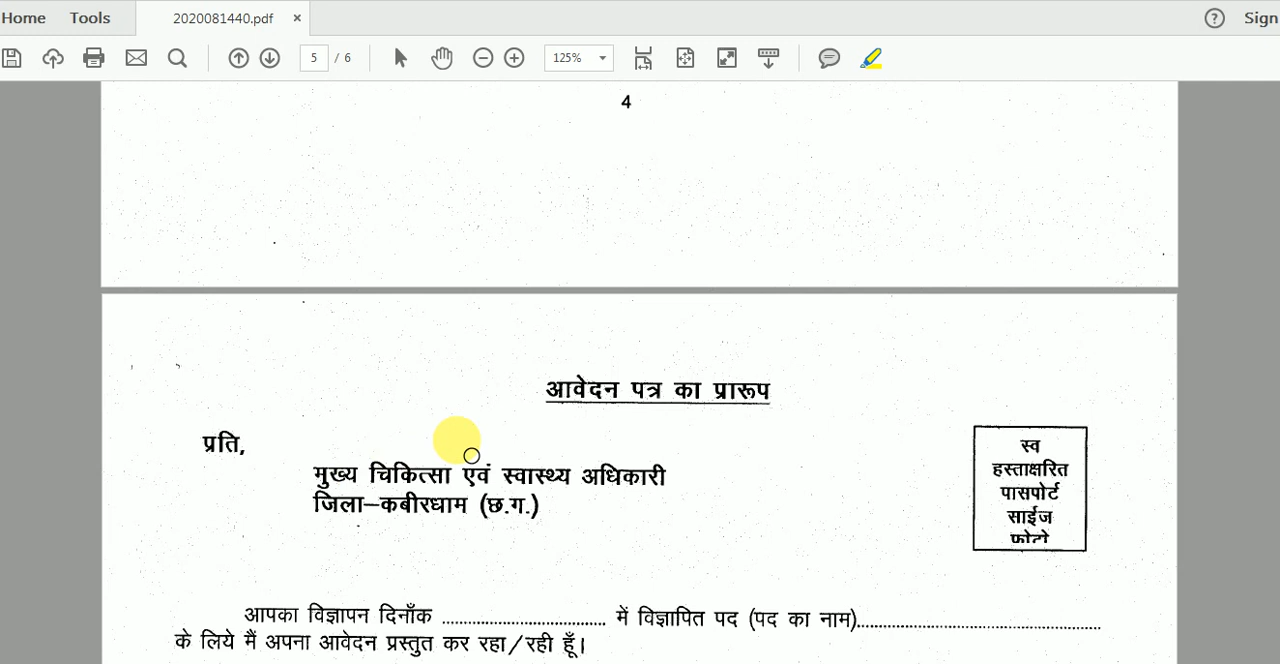 Home Tools 2020081440.pdf × ? Sign
5 / 6 125%
4
आवेदन पत्र का प्रारूप
प्रति,
मुख्य चिकित्सा एवं स्वास्थ्य अधिकारी
जिला–कबीरधाम (छ.ग.)
स्व
हस्ताक्षरित
पासपोर्ट
साईज
फोटो
आपका विज्ञापन दिनाँक .................................. में विज्ञापित पद (पद का नाम)..................................................
के लिये मैं अपना आवेदन प्रस्तुत कर रहा/रही हूँ।